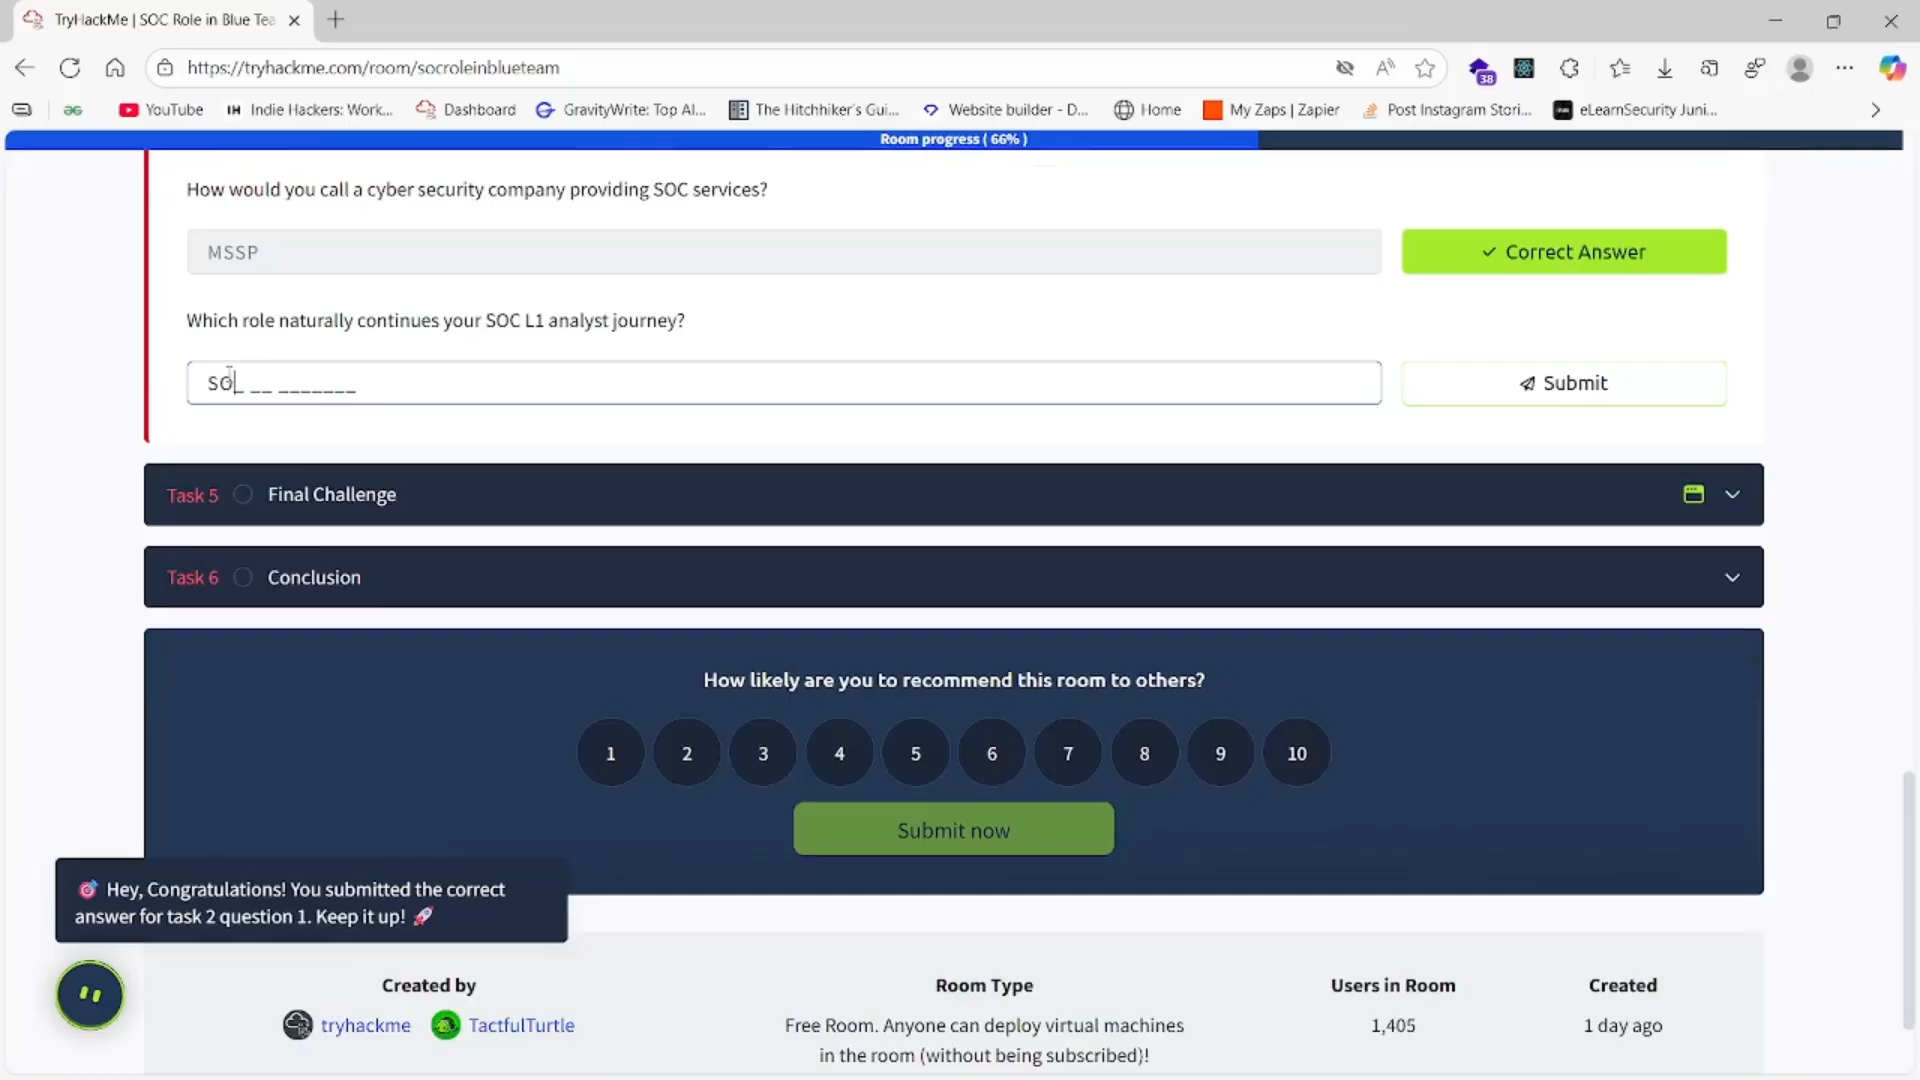 TryHackMe | SOC Role in Blue Tea
https://tryhackme.com/room/socroleinblueteam
38
YouTube
IH Indie Hackers: Work...
Dashboard
GravityWrite: Top AI...
The Hitchhiker's Gui...
Website builder - D...
Home
My Zaps | Zapier
Post Instagram Stori...
eLearnSecurity Juni...
Room progress ( 66% )
How would you call a cyber security company providing SOC services?
MSSP
✓ Correct Answer
Which role naturally continues your SOC L1 analyst journey?
SO_ __ _______
Submit
Task 5 Final Challenge
Task 6 Conclusion
How likely are you to recommend this room to others?
1 2 3 4 5 6 7 8 9 10
Submit now
🎯 Hey, Congratulations! You submitted the correct
answer for task 2 question 1. Keep it up! 🚀
Created by
tryhackme TactfulTurtle
Room Type
Free Room. Anyone can deploy virtual machines
in the room (without being subscribed)!
Users in Room
1,405
Created
1 day ago